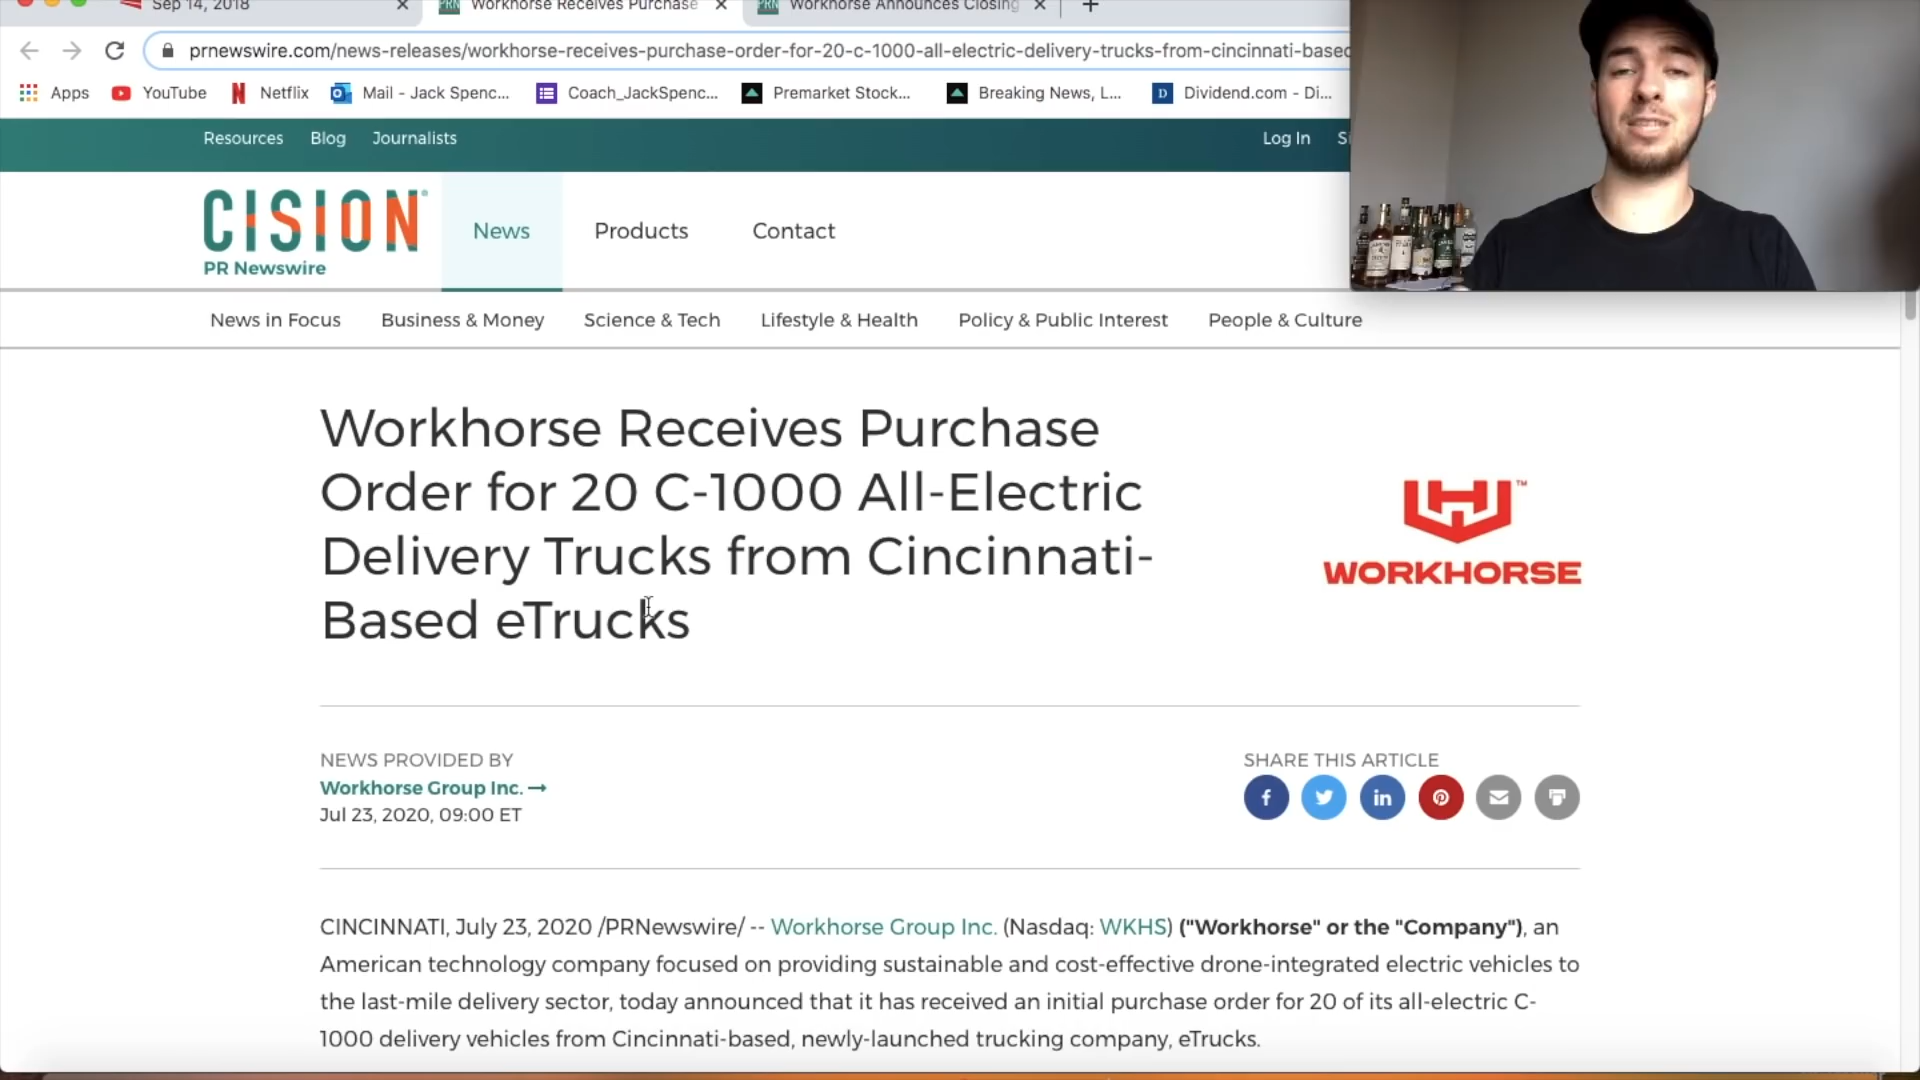 Sep 14, 2018
PRN Workhorse Receives Purchase
PRN Workhorse Announces Closing
prnewswire.com/news-releases/workhorse-receives-purchase-order-for-20-c-1000-all-electric-delivery-trucks-from-cincinnati-based
Apps YouTube Netflix Mail - Jack Spenc... Coach_JackSpenc... Premarket Stock... Breaking News, L... Dividend.com - Di...
Resources Blog Journalists Log In Si
CISION
PR Newswire
News Products Contact
News in Focus Business & Money Science & Tech Lifestyle & Health Policy & Public Interest People & Culture
Workhorse Receives Purchase
Order for 20 C-1000 All-Electric
Delivery Trucks from Cincinnati-
Based eTrucks
WORKHORSE
NEWS PROVIDED BY
Workhorse Group Inc. →
Jul 23, 2020, 09:00 ET
SHARE THIS ARTICLE
CINCINNATI, July 23, 2020 /PRNewswire/ -- Workhorse Group Inc. (Nasdaq: WKHS) ("Workhorse" or the "Company"), an
American technology company focused on providing sustainable and cost-effective drone-integrated electric vehicles to
the last-mile delivery sector, today announced that it has received an initial purchase order for 20 of its all-electric C-
1000 delivery vehicles from Cincinnati-based, newly-launched trucking company, eTrucks.